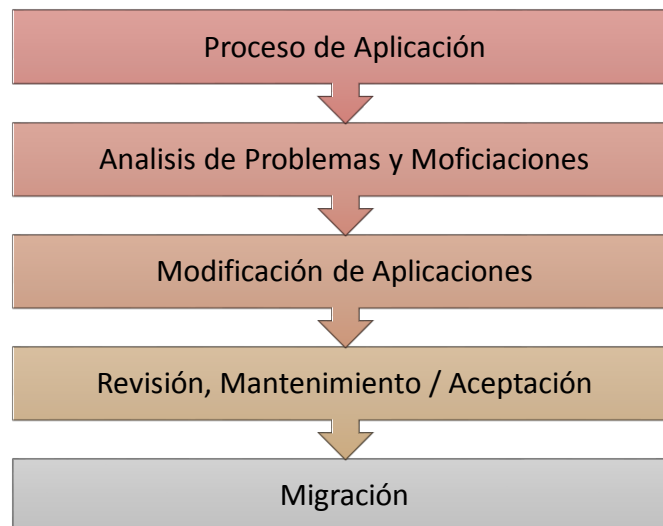 Proceso de Aplicación
Analisis de Problemas y Moficiaciones
Modificación de Aplicaciones
Revisión, Mantenimiento / Aceptación
Migración